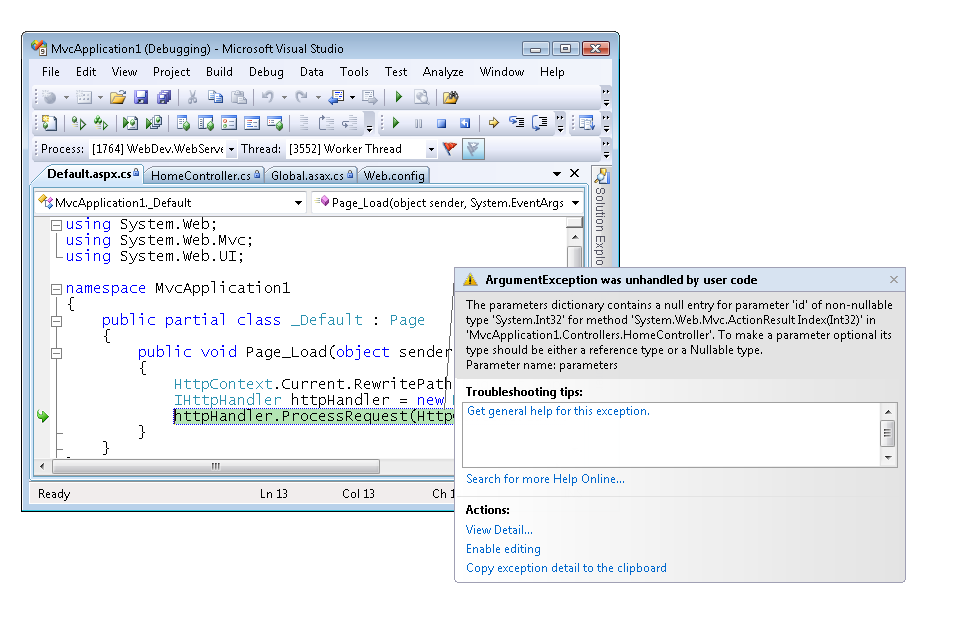 MvcApplication1 (Debugging) - Microsoft Visual Studio
File Edit View Project Build Debug Data Tools Test Analyze Window Help
Process: [1764] WebDev.WebServe Thread: [3552] Worker Thread
Default.aspx.cs HomeController.cs Global.asax.cs Web.config
MvcApplication1._Default Page_Load(object sender, System.EventArgs
Solution Explo
using System.Web;
using System.Web.Mvc;
using System.Web.UI;
namespace MvcApplication1
{
public partial class _Default : Page
{
public void Page_Load(object sender
{
HttpContext.Current.RewritePath
IHttpHandler httpHandler = new
httpHandler.ProcessRequest(Http
}
}
Ready Ln 13 Col 13 Ch 1
ArgumentException was unhandled by user code
The parameters dictionary contains a null entry for parameter 'id' of non-nullable
type 'System.Int32' for method 'System.Web.Mvc.ActionResult Index(Int32)' in
'MvcApplication1.Controllers.HomeController'. To make a parameter optional its
type should be either a reference type or a Nullable type.
Parameter name: parameters
Troubleshooting tips:
Get general help for this exception.
Search for more Help Online...
Actions:
View Detail...
Enable editing
Copy exception detail to the clipboard